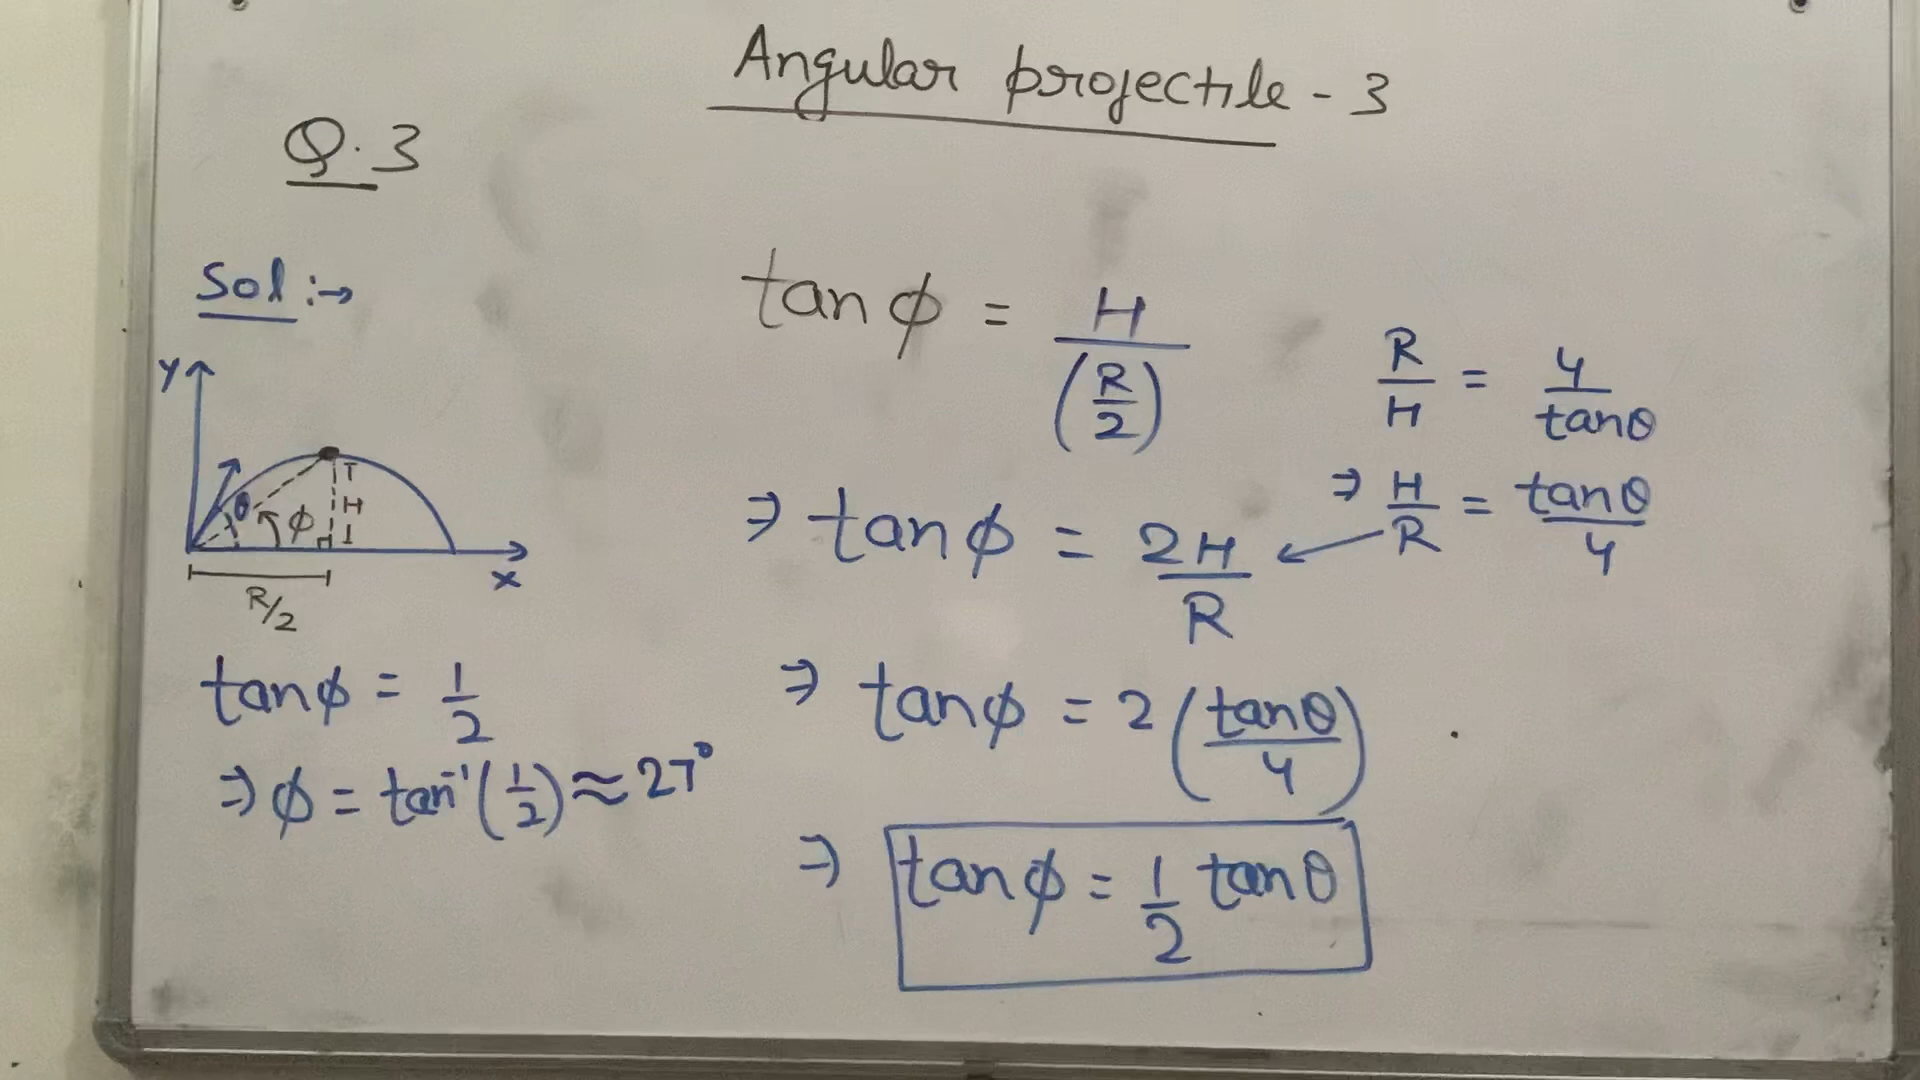 Angular projectile - 3
Q.3
Sol :→
Y
θ
ϕ
H
x
R/2
tan ϕ = 1/2
⇒ ϕ = tan⁻¹(1/2) ≈ 27°
tan ϕ = H/(R/2)
R/H = 4/tanθ
⇒ H/R = tanθ/4
⇒ tan ϕ = 2H/R
⇒ tan ϕ = 2 (tanθ/4)
⇒ tan ϕ = 1/2 tanθ